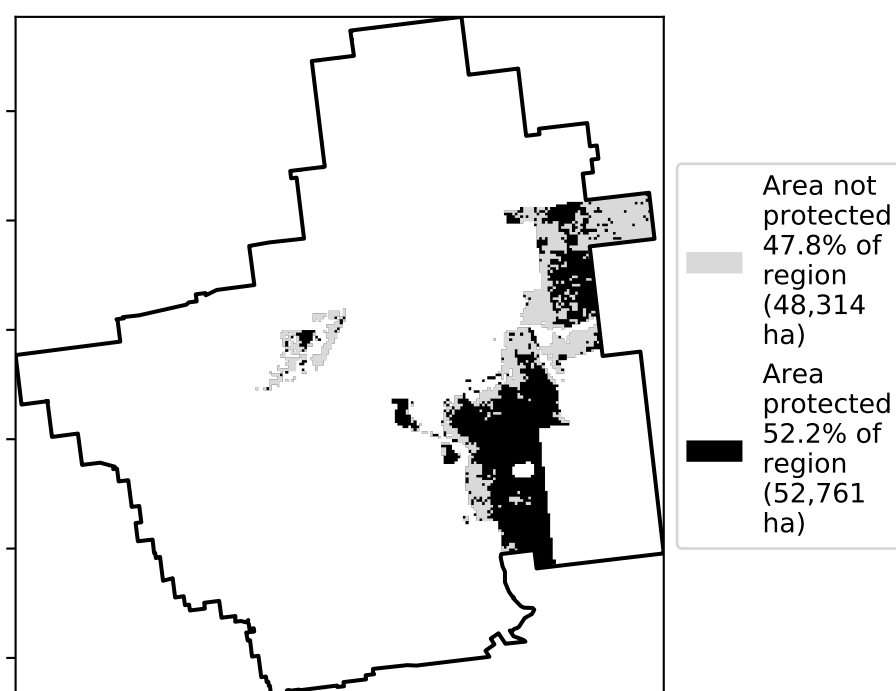 Area not
protected
47.8% of
region
(48,314
ha)
Area
protected
52.2% of
region
(52,761
ha)